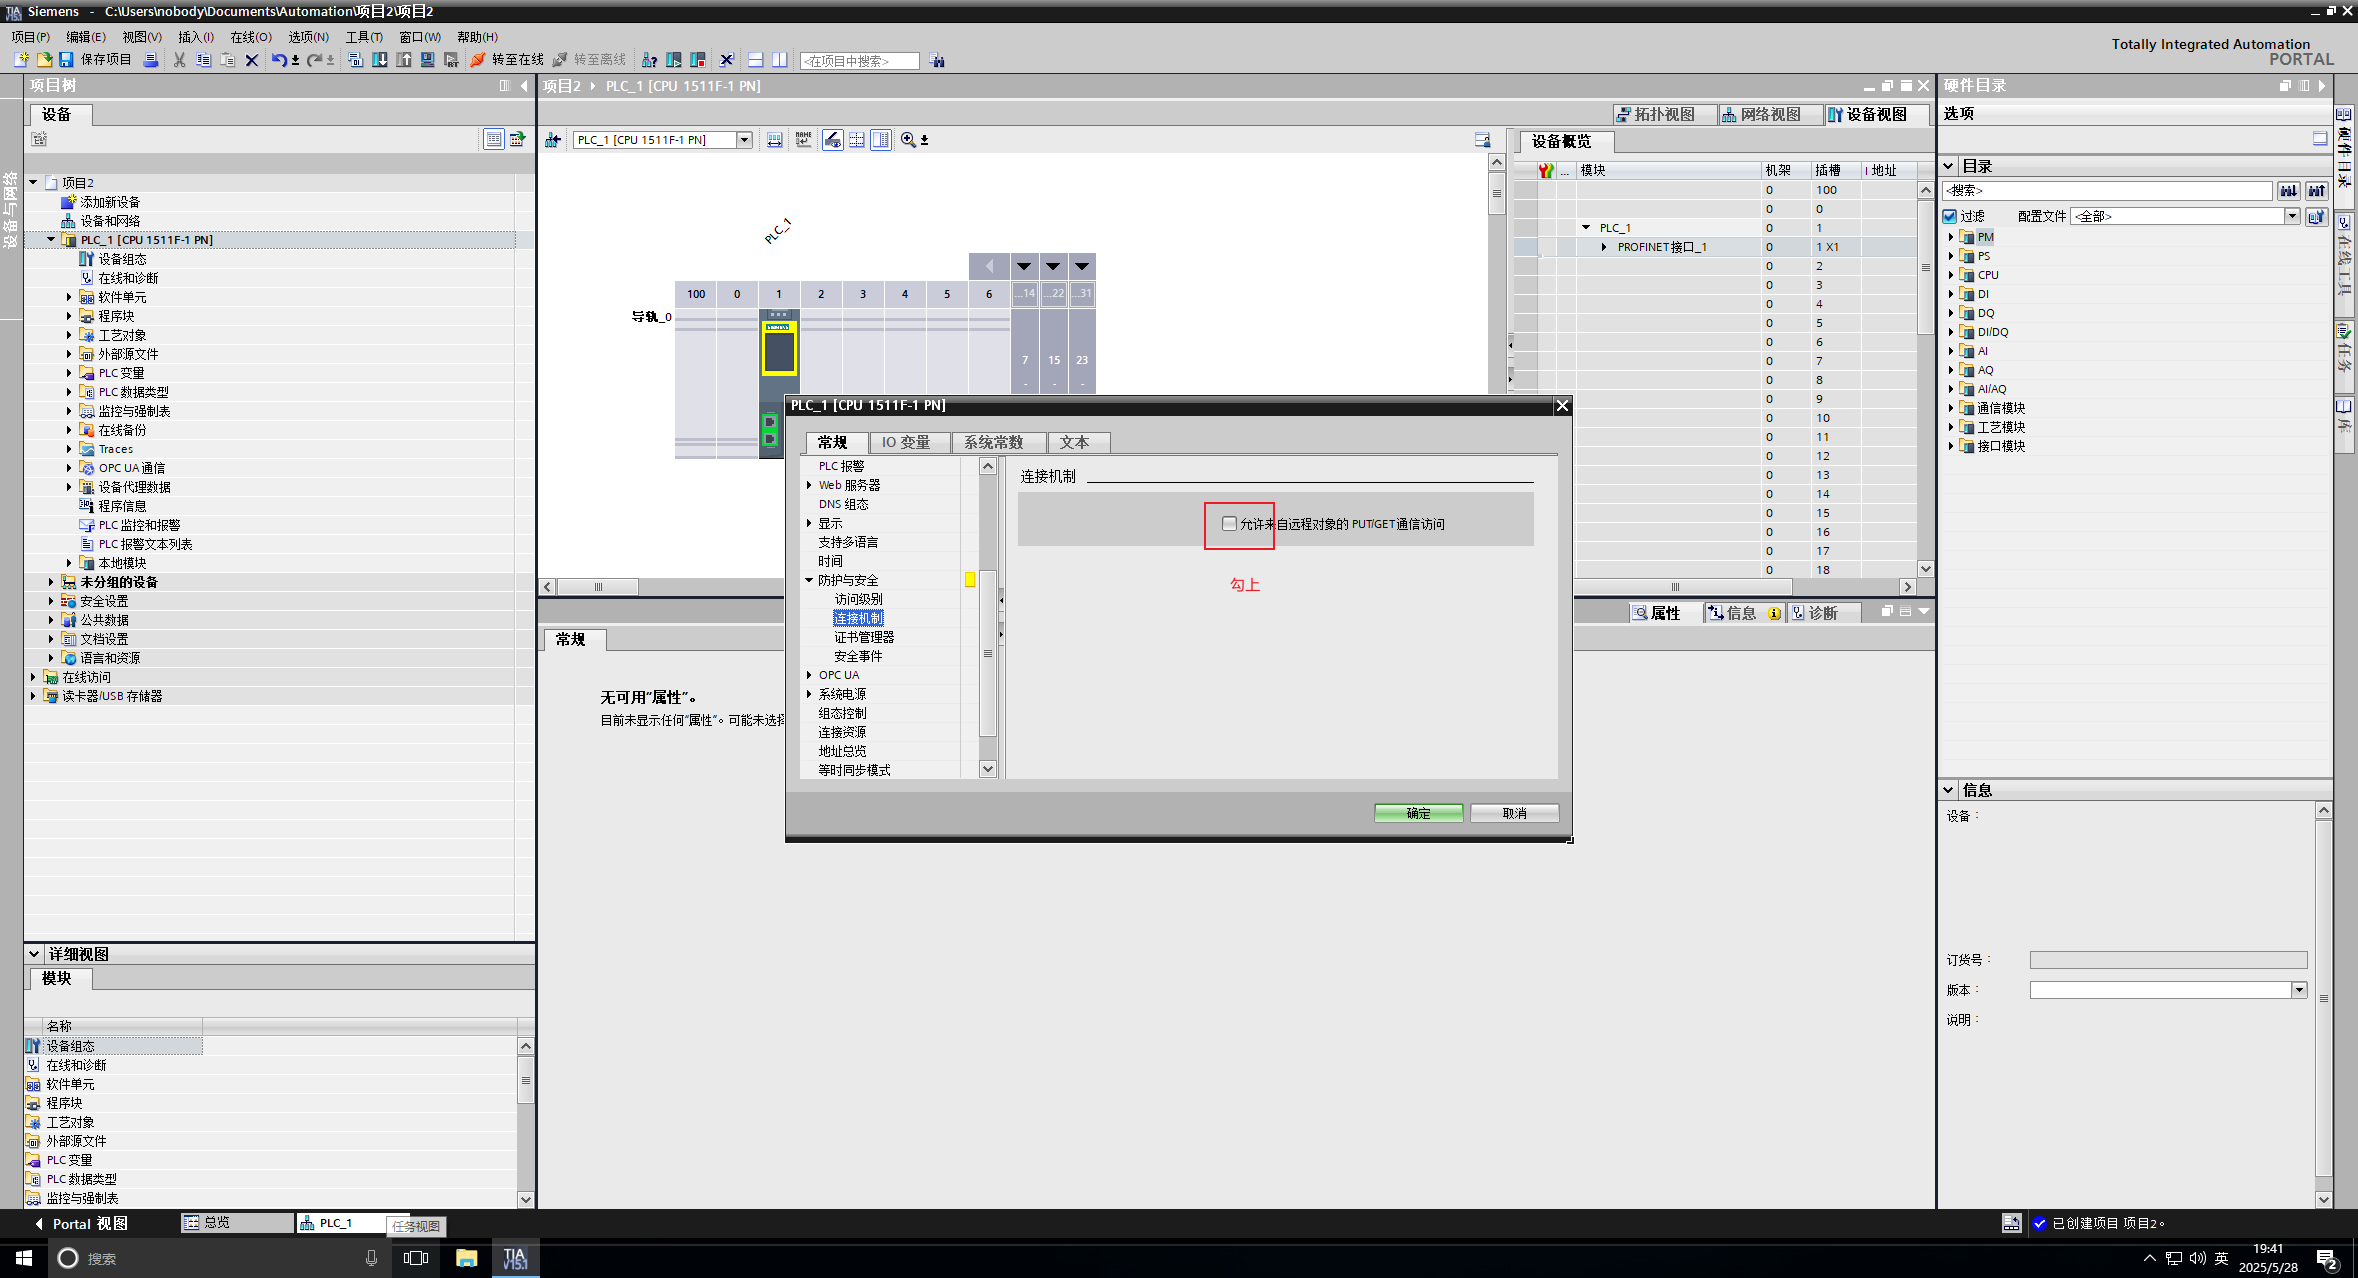 Siemens - C:\Users\nobody\Documents\Automation\项目2\项目2
项目(P) 编辑(E) 视图(V) 插入(I) 在线(O) 选项(N) 工具(T) 窗口(W) 帮助(H)
Totally Integrated Automation
PORTAL
保存项目 转至在线 转至离线 <在项目中搜索>
项目树
设备
设备与网络
项目2
添加新设备
设备和网络
PLC_1 [CPU 1511F-1 PN]
设备组态
在线和诊断
软件单元
程序块
工艺对象
外部源文件
PLC 变量
PLC 数据类型
监控与强制表
在线备份
Traces
OPC UA 通信
设备代理数据
程序信息
PLC 监控和报警
PLC 报警文本列表
本地模块
未分组的设备
安全设置
公共数据
文档设置
语言和资源
在线访问
读卡器/USB 存储器
详细视图
模块
名称
设备组态
在线和诊断
软件单元
程序块
工艺对象
外部源文件
PLC 变量
PLC 数据类型
监控与强制表
项目2 PLC_1 [CPU 1511F-1 PN]
拓扑视图 网络视图 设备视图
PLC_1 [CPU 1511F-1 PN]
PLC_1
100 0 1 2 3 4 5 6 ...14 ...22 ...31
导轨_0
7 15 23
- - -
设备概览
... 模块 机架 插槽 I 地址
0 100
0 0
PLC_1 0 1
PROFINET 接口_1 0 1 X1
0 2
0 3
0 4
0 5
0 6
0 7
0 8
0 9
0 10
0 11
0 12
0 13
0 14
0 15
0 16
0 17
0 18
PLC_1 [CPU 1511F-1 PN]
常规 IO 变量 系统常数 文本
PLC 报警
Web 服务器
DNS 组态
显示
支持多语言
时间
防护与安全
访问级别
连接机制
证书管理器
安全事件
OPC UA
系统电源
组态控制
连接资源
地址总览
等时同步模式
连接机制
允许来自远程对象的 PUT/GET 通信访问
勾上
确定 取消
属性 信息 诊断
常规
无可用“属性”。
目前未显示任何“属性”。可能未选择
硬件目录
选项
目录
<搜索>
过滤 配置文件 <全部>
PM
PS
CPU
DI
DQ
DI/DQ
AI
AQ
AI/AQ
通信模块
工艺模块
接口模块
信息
设备：
订货号：
版本：
说明：
硬件目录
在线工具
任务
库
Portal 视图 总览 PLC_1 任务视图
已创建项目 项目2。
搜索
TIA
V15.1
英
19:41
2025/5/28
2